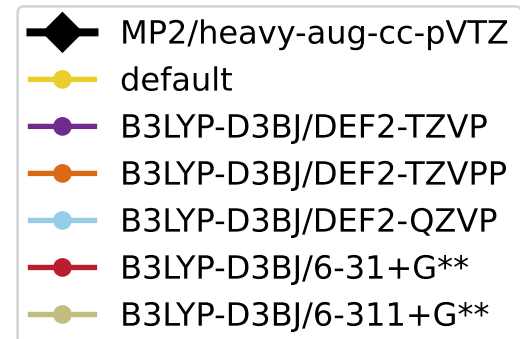 MP2/heavy-aug-cc-pVTZ
default
B3LYP-D3BJ/DEF2-TZVP
B3LYP-D3BJ/DEF2-TZVPP
B3LYP-D3BJ/DEF2-QZVP
B3LYP-D3BJ/6-31+G**
B3LYP-D3BJ/6-311+G**